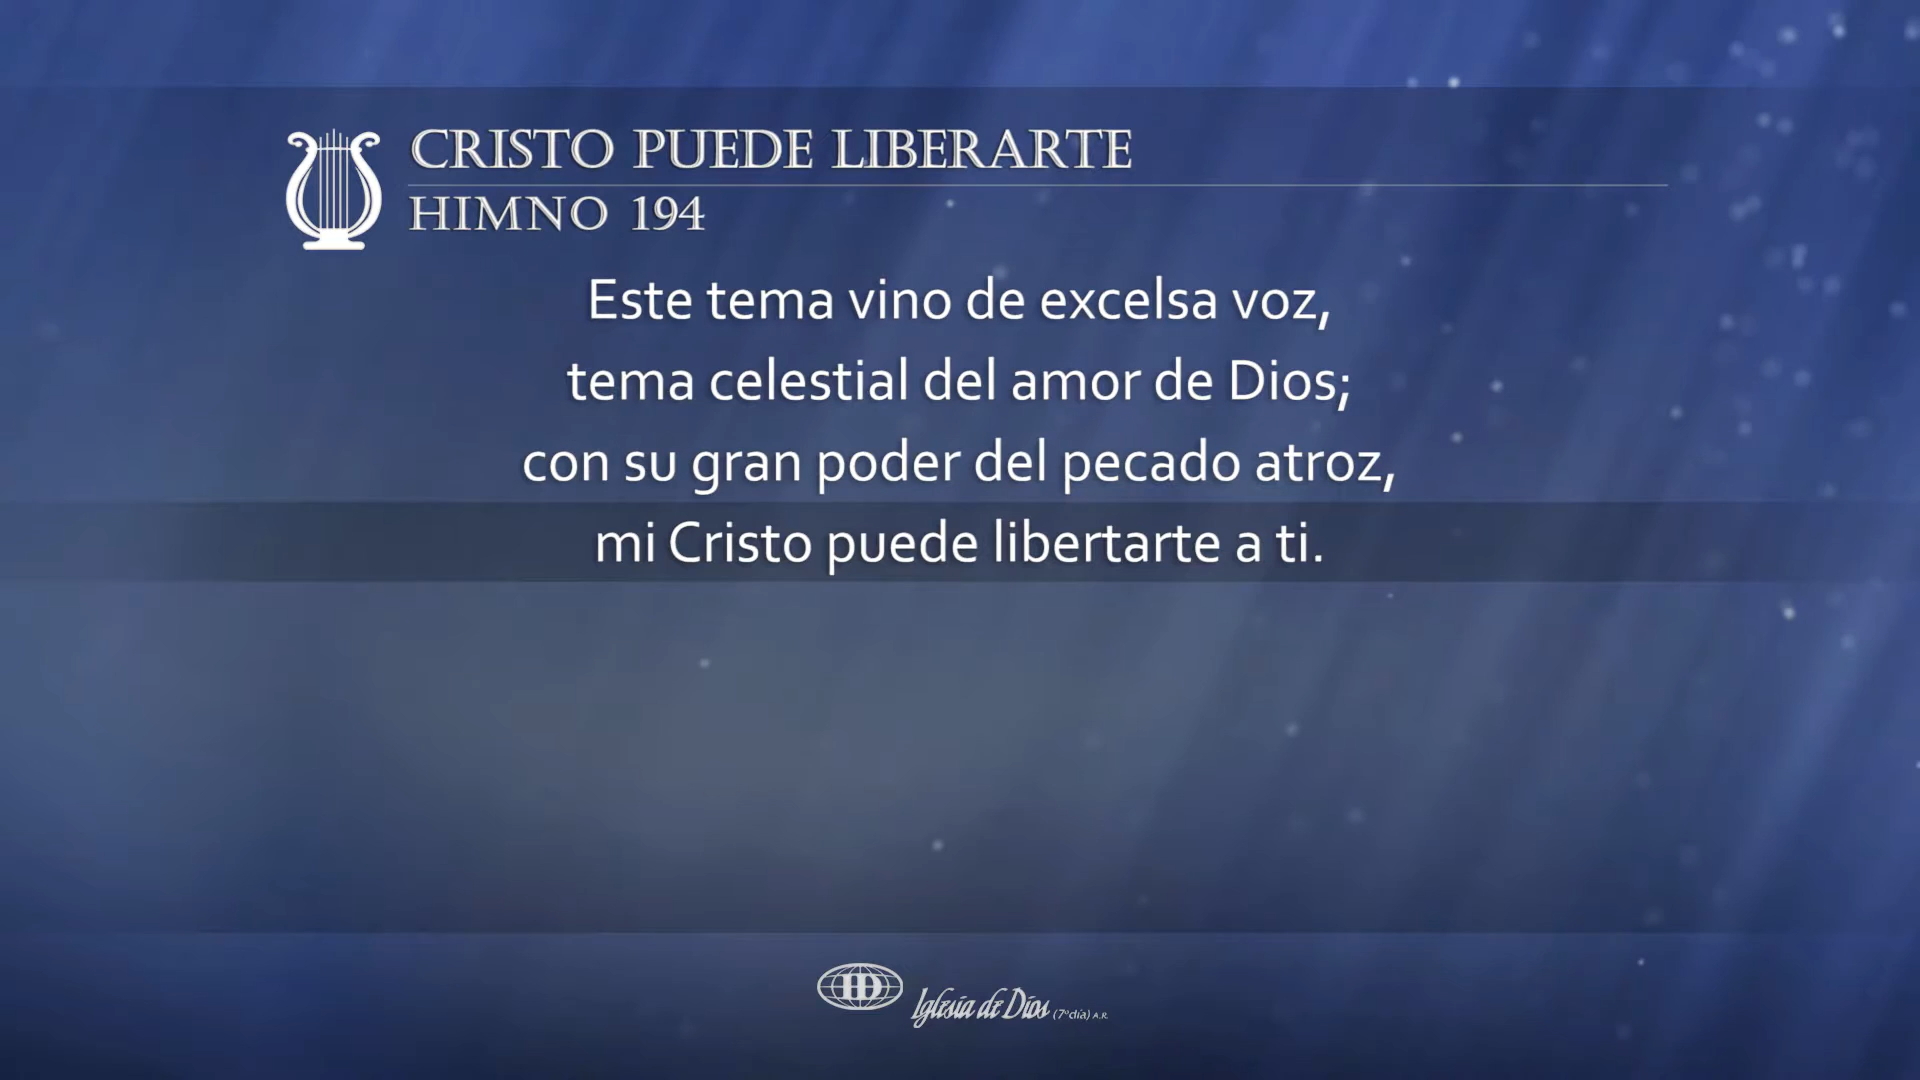 CRISTO PUEDE LIBERARTE
HIMNO 194
Este tema vino de excelsa voz,
tema celestial del amor de Dios;
con su gran poder del pecado atroz,
mi Cristo puede libertarte a ti.
ID Iglesia de Dios (7º día) A.R.